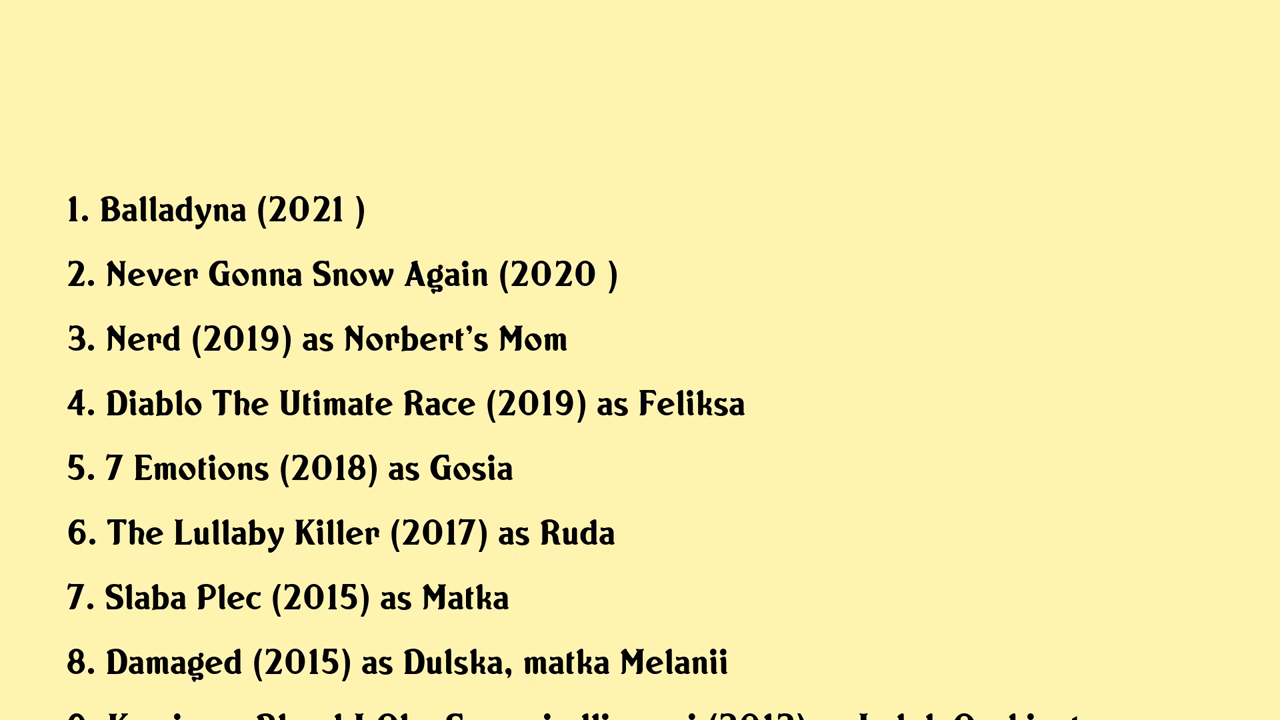 1. Balladyna (2021 )
2. Never Gonna Snow Again (2020 )
3. Nerd (2019) as Norbert's Mom
4. Diablo The Utimate Race (2019) as Feliksa
5. 7 Emotions (2018) as Gosia
6. The Lullaby Killer (2017) as Ruda
7. Slaba Plec (2015) as Matka
8. Damaged (2015) as Dulska, matka Melanii